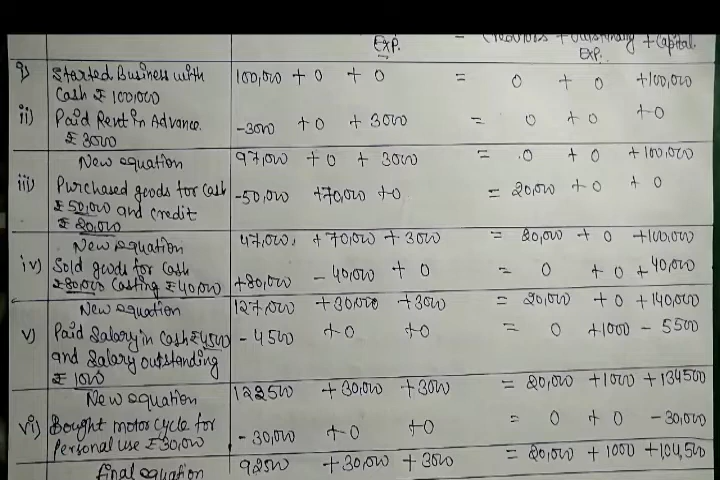 Exp. = Creditors + Outstanding + Capital
Exp.
i) Started Business with 100,000 + 0 + 0 = 0 + 0 +100,000
Cash ₹ 100,000
ii) Paid Rent in Advance. -3000 +0 + 3000 = 0 + 0 +0
₹ 3000
New equation 97,000 + 0 + 3000 = 0 + 0 +100,000
iii) Purchased goods for cash -50,000 +70,000 +0 = 20,000 + 0 + 0
₹ 50,000 and credit
₹ 20,000
New equation 47,000, +70,000 + 3000 = 20,000 + 0 +100,000
iv) Sold goods for cash +80,000 - 40,000 + 0 = 0 + 0 + 40,000
₹ 80,000 Casting ₹ 40,000
New equation 127,000 + 30,000 +3000 = 20,000 + 0 +140,000
v) Paid Salary in Cash ₹ 4500 - 4500 +0 +0 = 0 +1000 - 5500
and Salary outstanding
₹ 1000
New equation 122500 +30,000 +3000 = 20,000 +1000 +134500
vi) Bought motor cycle for - 30,000 +0 +0 = 0 + 0 - 30,000
Personal use ₹ 30,000
final equation 92500 +30,000 + 3000 = 20,000 + 1000 +104,500